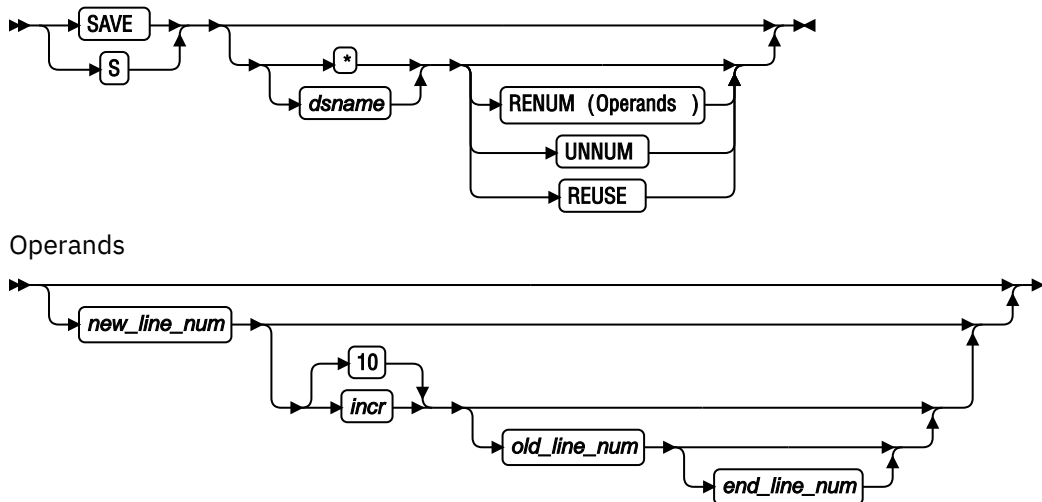 SAVE
S
*
dsname
RENUM (Operands )
UNNUM
REUSE
Operands
new_line_num
10
incr
old_line_num
end_line_num